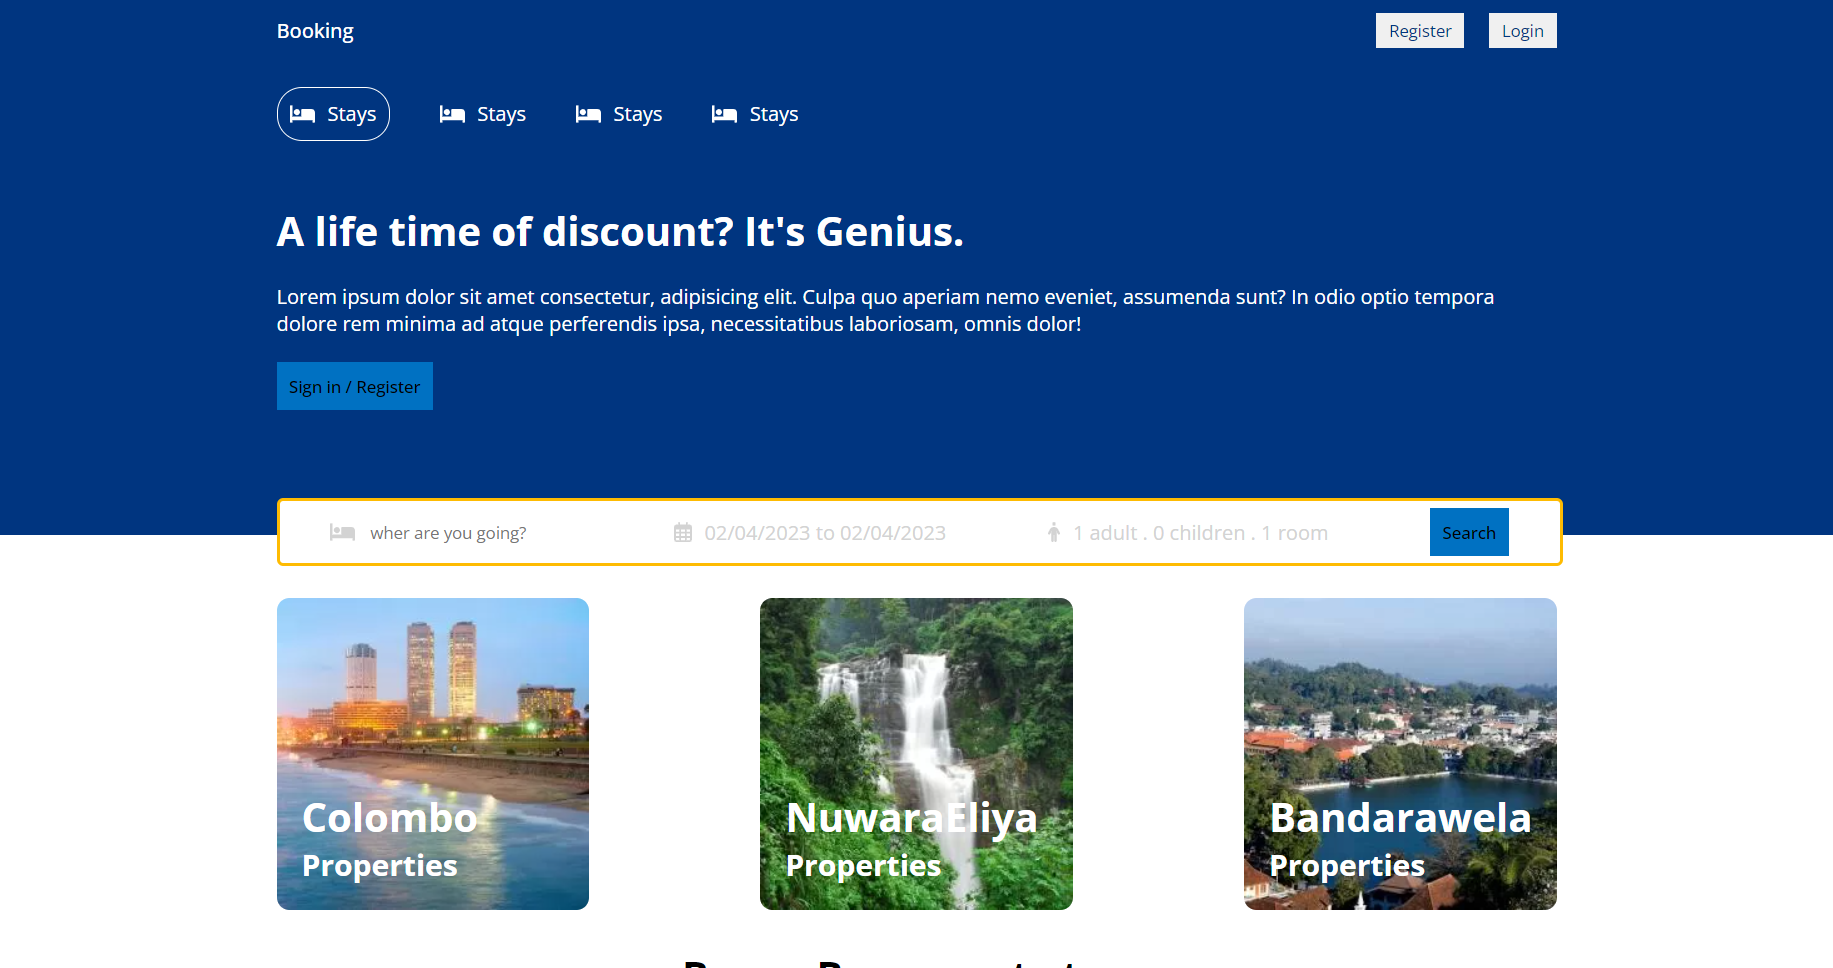 Booking
Register
Login
Stays
Stays
Stays
Stays
A life time of discount? It's Genius.
Lorem ipsum dolor sit amet consectetur, adipisicing elit. Culpa quo aperiam nemo eveniet, assumenda sunt? In odio optio tempora
dolore rem minima ad atque perferendis ipsa, necessitatibus laboriosam, omnis dolor!
Sign in / Register
wher are you going?
02/04/2023 to 02/04/2023
1 adult . 0 children . 1 room
Search
Colombo
Properties
NuwaraEliya
Properties
Bandarawela
Properties